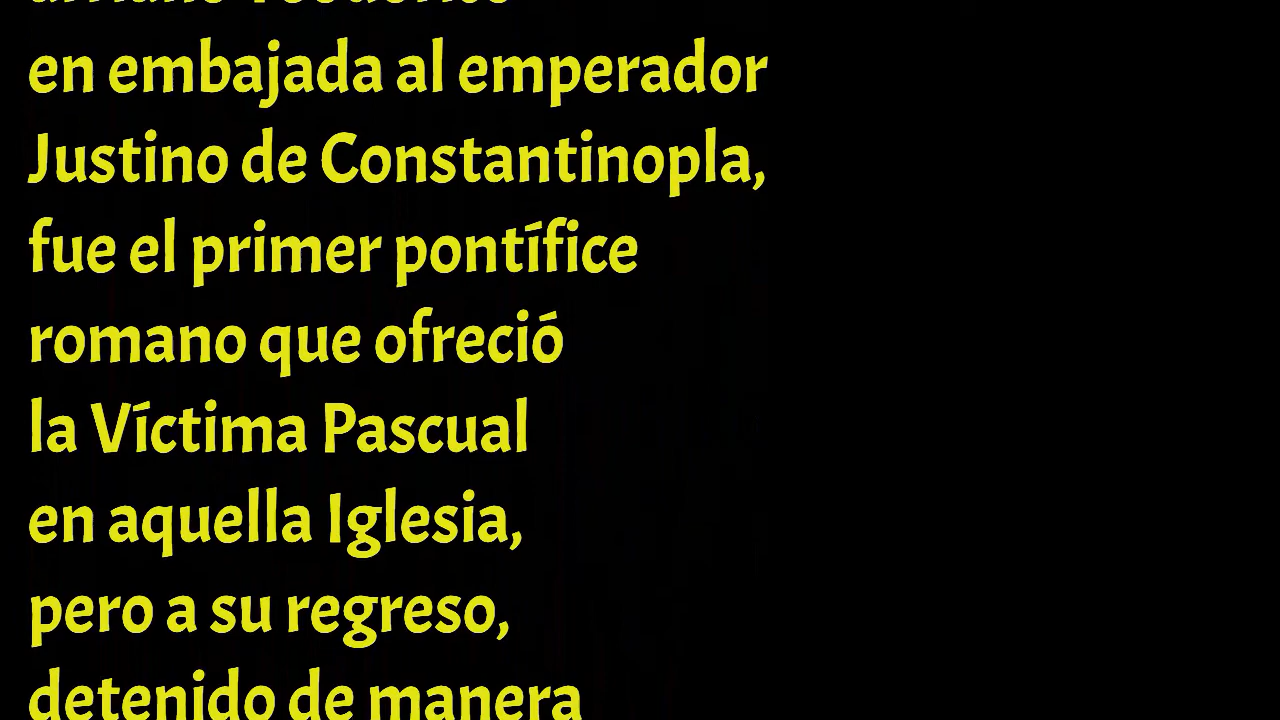 en embajada al emperador
Justino de Constantinopla,
fue el primer pontífice
romano que ofreció
la Víctima Pascual
en aquella Iglesia,
pero a su regreso,
detenido de manera